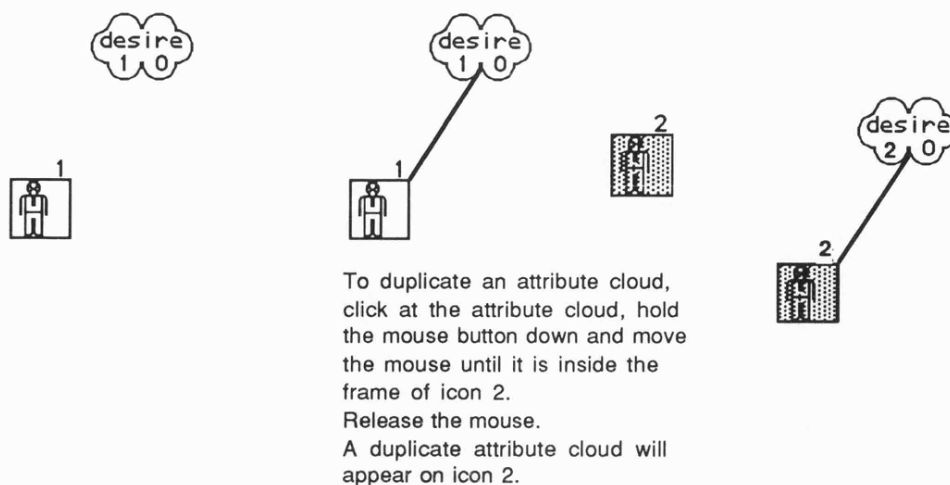 desire
1 0
1
desire
1 0
1
2
desire
2 0
2
To duplicate an attribute cloud,
click at the attribute cloud, hold
the mouse button down and move
the mouse until it is inside the
frame of icon 2.
Release the mouse.
A duplicate attribute cloud will
appear on icon 2.